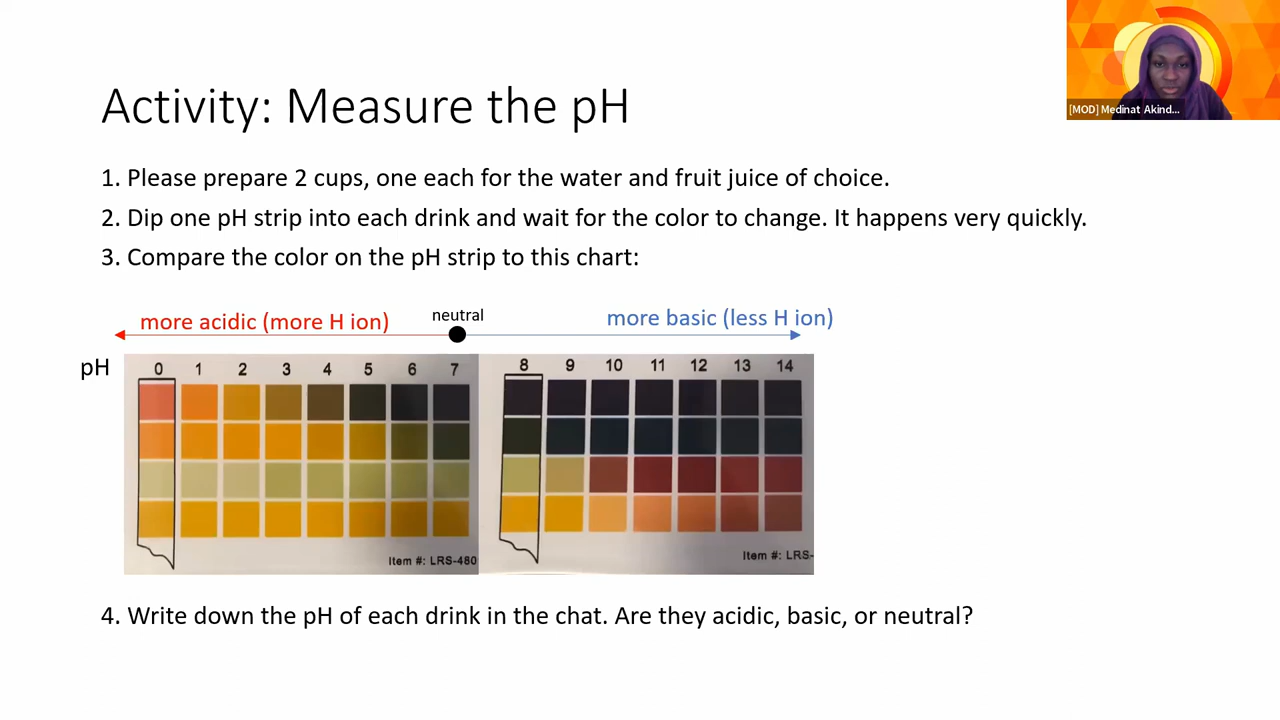 [MOD] Medinat Akind...
Activity: Measure the pH
1. Please prepare 2 cups, one each for the water and fruit juice of choice.
2. Dip one pH strip into each drink and wait for the color to change. It happens very quickly.
3. Compare the color on the pH strip to this chart:
more acidic (more H ion) neutral more basic (less H ion)
pH 0 1 2 3 4 5 6 7 8 9 10 11 12 13 14
Item #: LRS-480 Item #: LRS-
4. Write down the pH of each drink in the chat. Are they acidic, basic, or neutral?